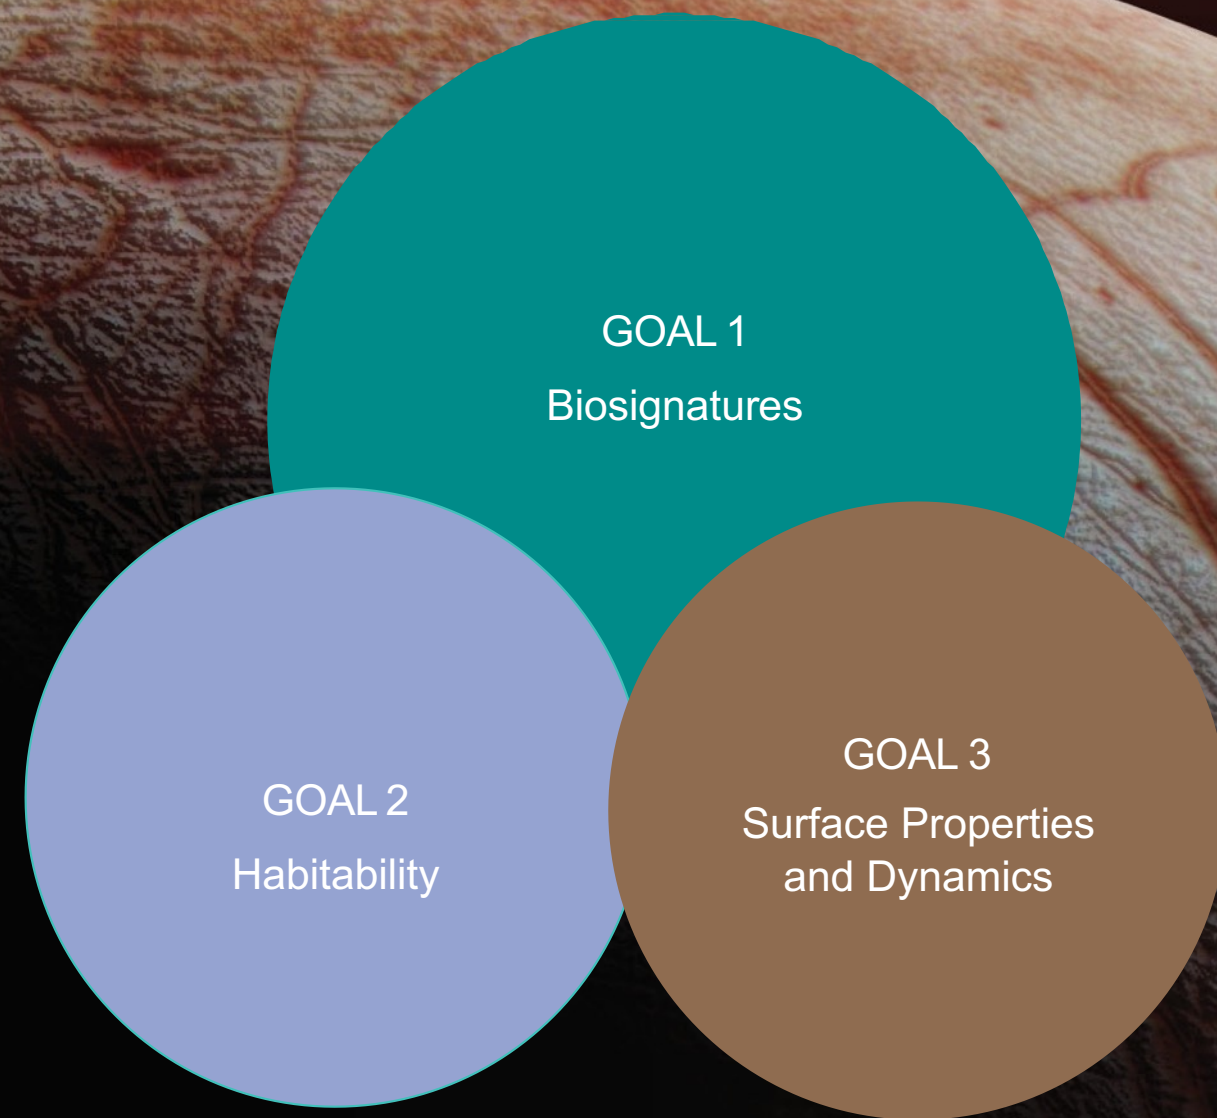 GOAL 1
Biosignatures
GOAL 2
Habitability
GOAL 3
Surface Properties
and Dynamics